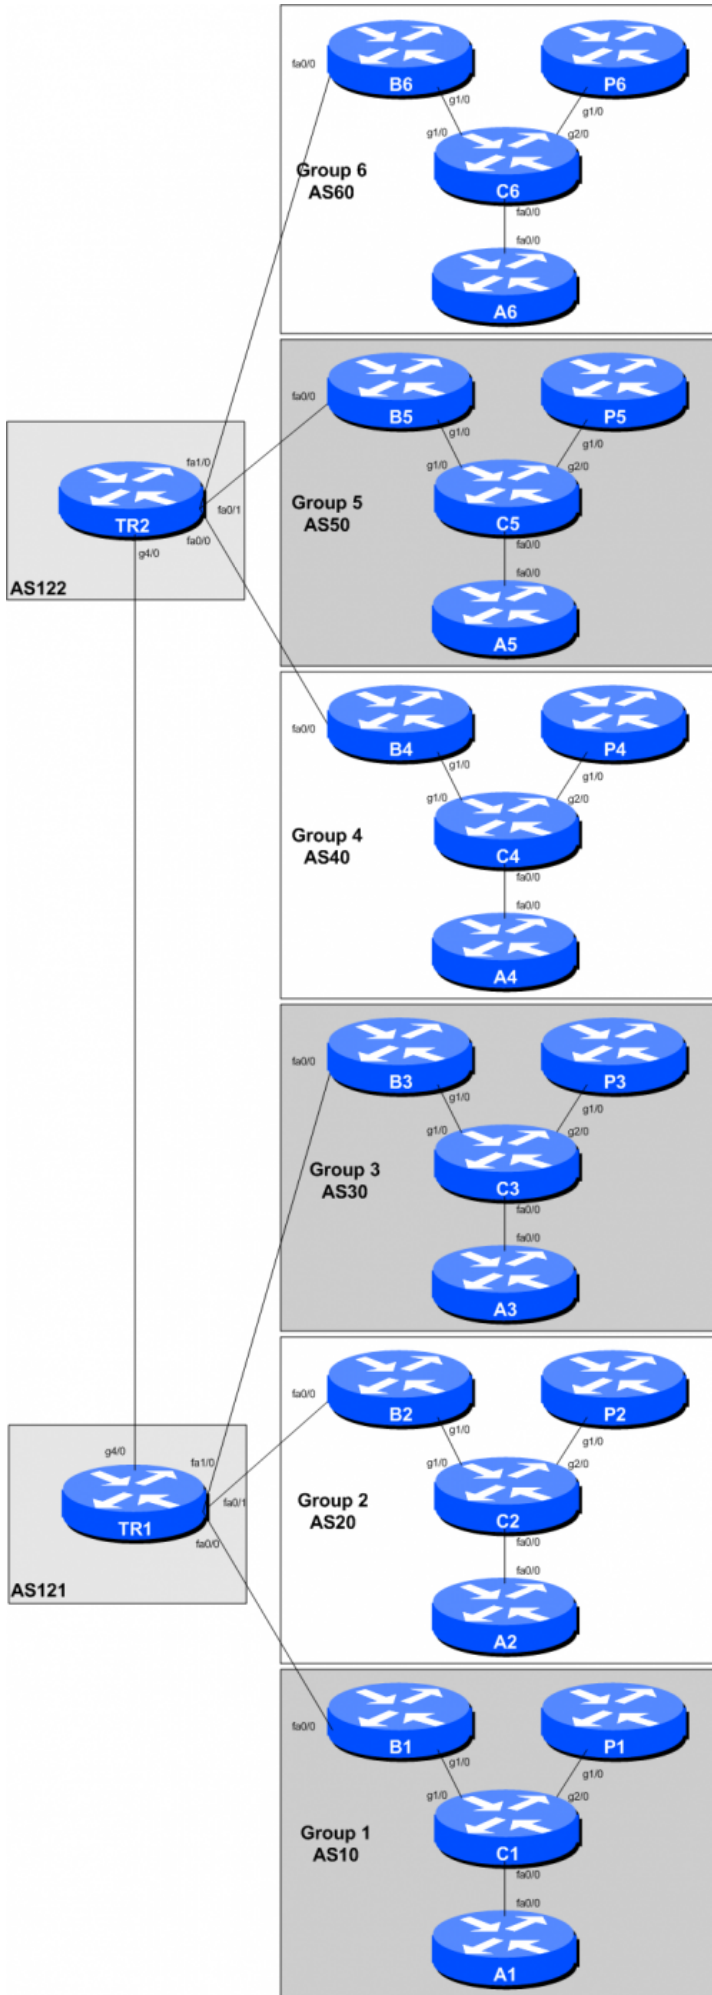 fa0/0
B6
P6
g1/0
g1/0
g1/0
g2/0
Group 6
AS60
C6
fa0/0
fa0/0
A6
fa0/0
B5
P5
g1/0
g1/0
g1/0
g2/0
Group 5
AS50
C5
fa0/0
fa0/0
A5
fa1/0
fa0/1
TR2
fa0/0
g4/0
AS122
fa0/0
B4
P4
g1/0
g1/0
g1/0
g2/0
Group 4
AS40
C4
fa0/0
fa0/0
A4
fa0/0
B3
P3
g1/0
g1/0
g1/0
g2/0
Group 3
AS30
C3
fa0/0
fa0/0
A3
fa0/0
B2
P2
g1/0
g1/0
g1/0
g2/0
Group 2
AS20
C2
fa0/0
fa0/0
A2
g4/0
fa1/0
fa0/1
TR1
fa0/0
AS121
fa0/0
B1
P1
g1/0
g1/0
g1/0
g2/0
Group 1
AS10
C1
fa0/0
fa0/0
A1